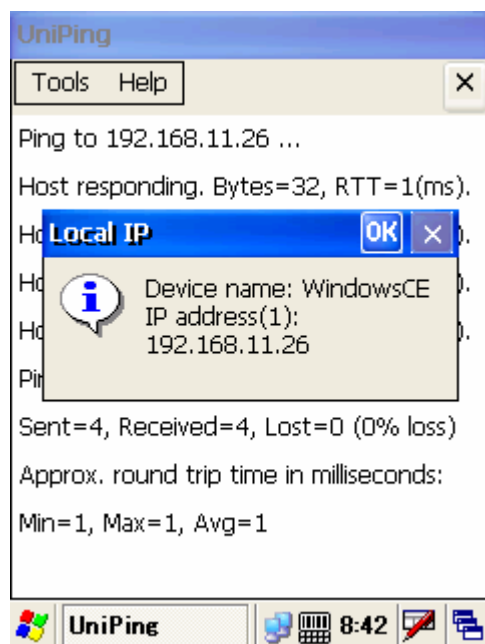 UniPing
Tools Help
Ping to 192.168.11.26 ...
Host responding. Bytes=32, RTT=1(ms).
Local IP OK
Device name: WindowsCE
IP address(1):
192.168.11.26
Sent=4, Received=4, Lost=0 (0% loss)
Approx. round trip time in milliseconds:
Min=1, Max=1, Avg=1
UniPing 8:42